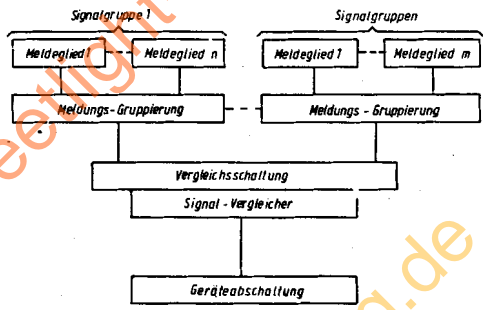 Signalgruppe 1 Signalgruppen
Meldeglied 1 Meldeglied n Meldeglied 1 Meldeglied m
Meldungs-Gruppierung Meldungs - Gruppierung
Vergleichsschaltung
Signal - Vergleicher
Geräteabschaltung